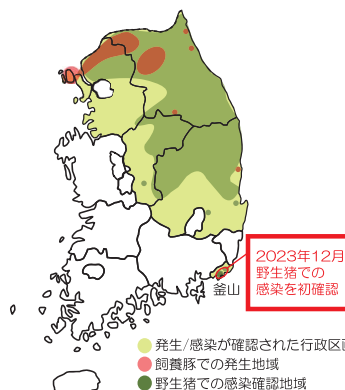 2023年12月
野生猪での
感染を初確認
釜山
発生/感染が確認された行政区
飼養豚での発生地域
野生猪での感染確認地域